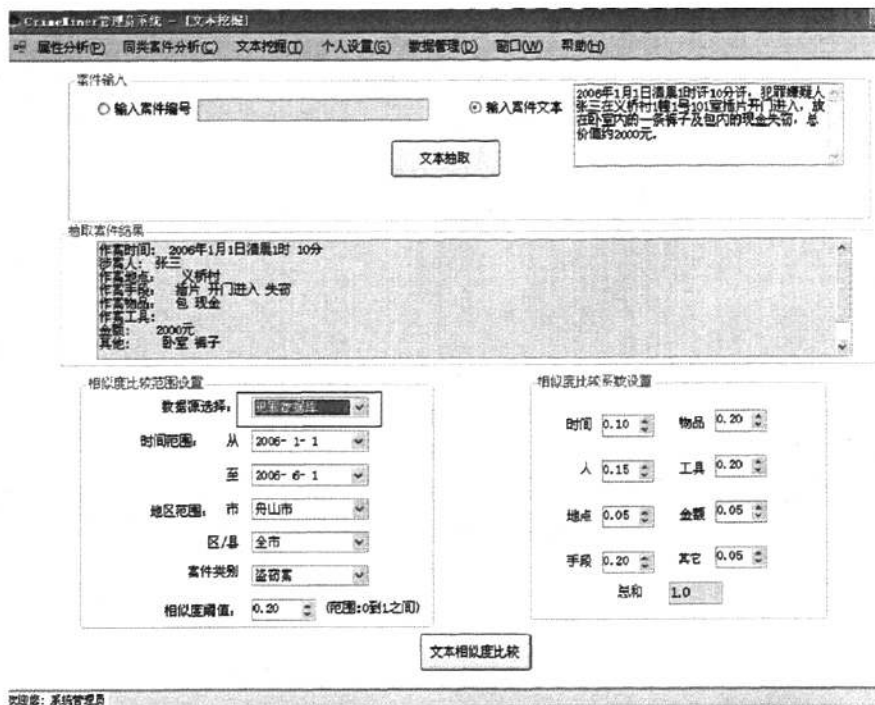 CrimeMiner管理员系统 - [文本挖掘]
属性分析(P) 同类案件分析(C) 文本挖掘(T) 个人设置(G) 数据管理(D) 窗口(W) 帮助(H)
案件输入
输入案件编号
输入案件文本
2006年1月1日清晨1时许10分许，犯罪嫌疑人
张三在义桥村1幢1号101室插片开门进入，放
在卧室内的一条裤子及包内的现金失窃，总
价值约2000元。
文本抽取
抽取案件结果
作案时间： 2006年1月1日清晨1时 10分
涉案人： 张三
作案地点： 义桥村
作案手段： 插片 开门进入 失窃
作案物品： 包 现金
作案工具：
金额： 2000元
其他： 卧室 裤子
相似度比较范围设置
数据源选择：
时间范围： 从 2006- 1- 1
至 2006- 6- 1
地区范围： 市 舟山市
区/县 全市
案件类别 盗窃案
相似度阈值： 0.20 (范围:0到1之间)
相似度比较系数设置
时间 0.10 物品 0.20
人 0.15 工具 0.20
地点 0.05 金额 0.05
手段 0.20 其它 0.05
总和 1.0
文本相似度比较
欢迎您: 系统管理员